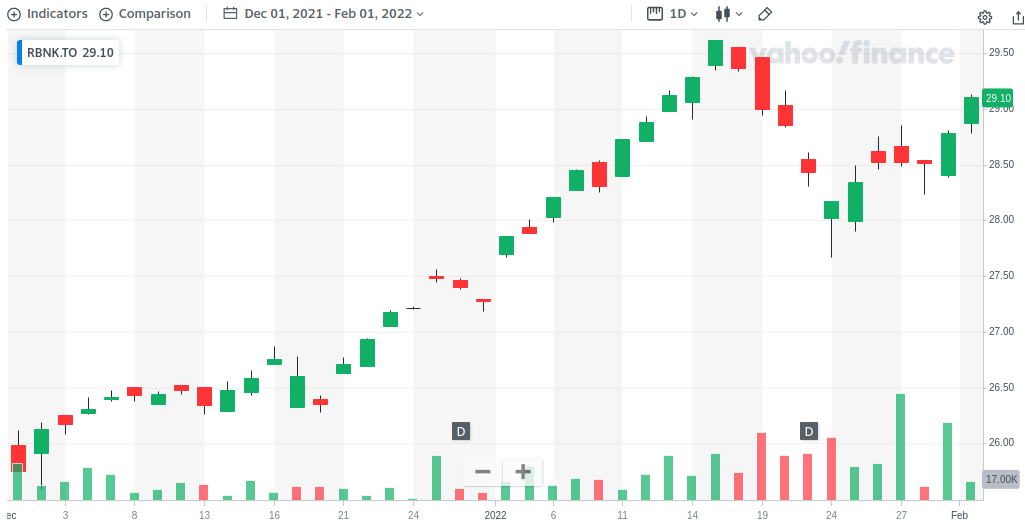 Indicators Comparison Dec 01, 2021 - Feb 01, 2022 1D
RBNK.TO 29.10
yahoo!finance
29.50
29.10
29.00
28.50
28.00
27.50
27.00
26.50
26.00
D D
17.00K
ec 3 8 13 16 21 24 2022 6 11 14 19 24 27 Feb